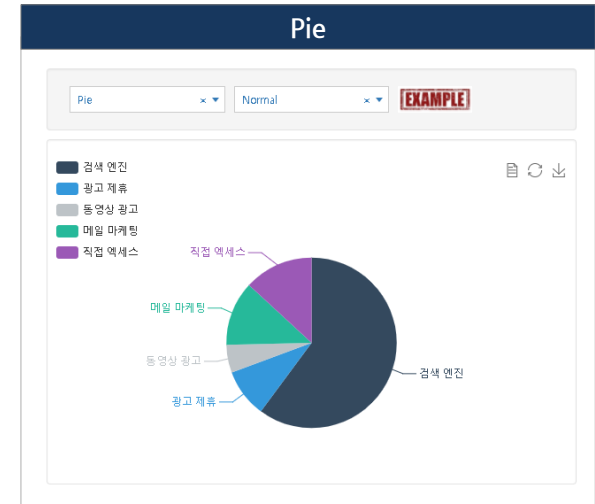 Pie
Pie × Normal × EXAMPLE
검색 엔진
광고 제휴
동영상 광고
메일 마케팅
직접 엑세스
직접 엑세스
메일 마케팅
동영상 광고
검색 엔진
광고 제휴